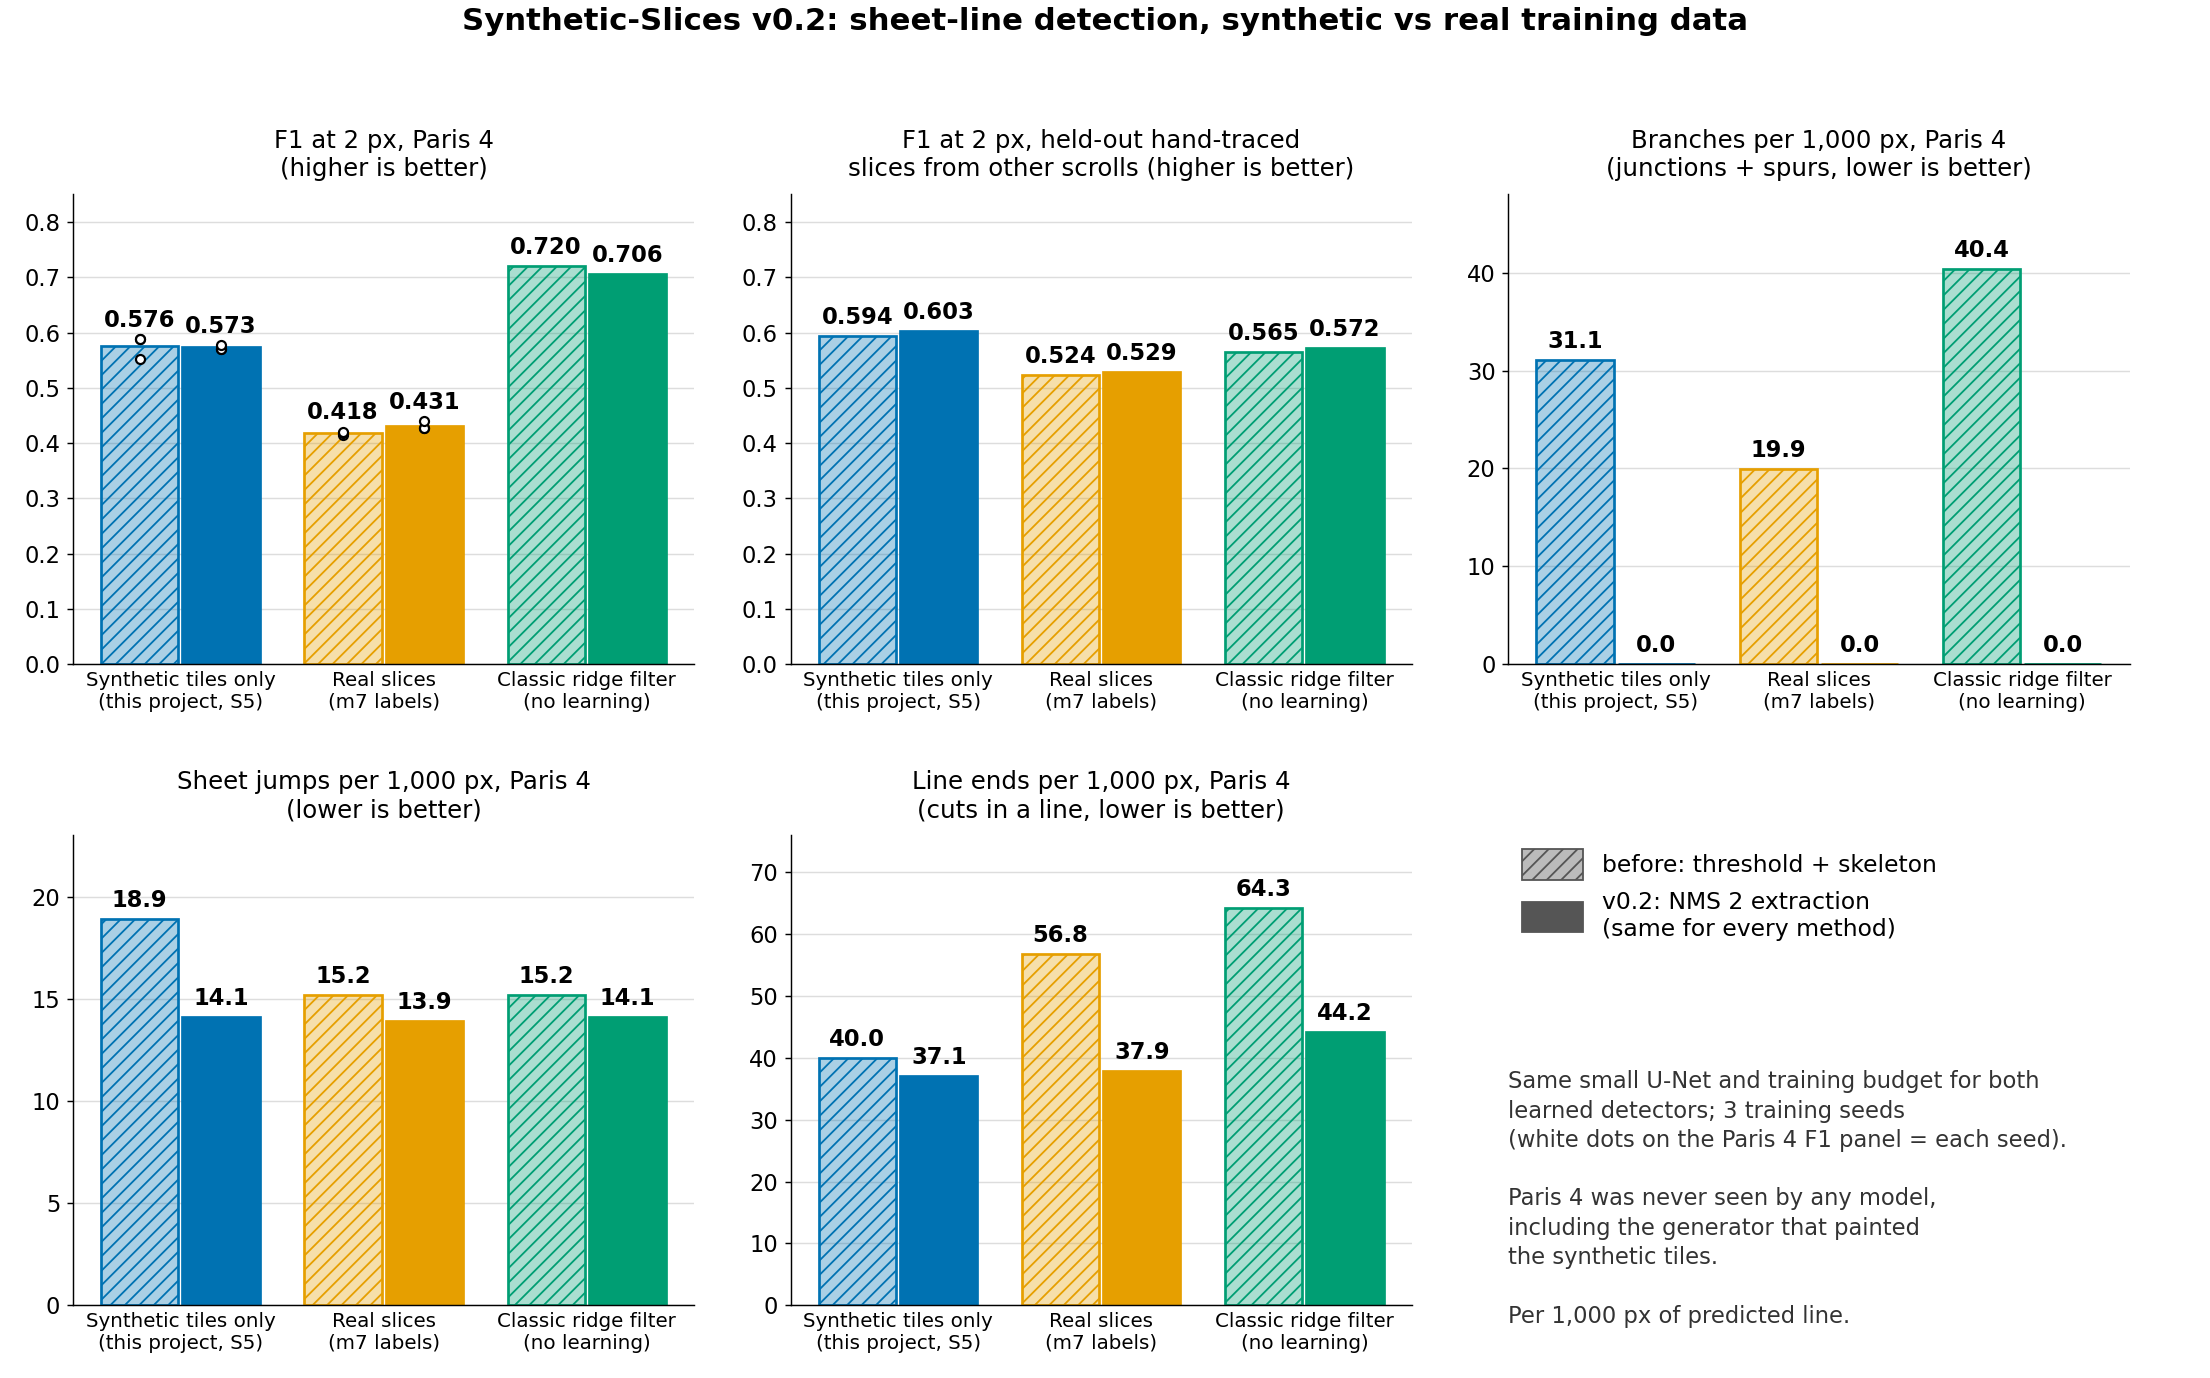 Synthetic-Slices v0.2: sheet-line detection, synthetic vs real training data
F1 at 2 px, Paris 4
(higher is better)
0.8
0.7
0.6
0.5
0.4
0.3
0.2
0.1
0.0
0.576
0.573
0.418
0.431
0.720
0.706
Synthetic tiles only
(this project, S5)
Real slices
(m7 labels)
Classic ridge filter
(no learning)
F1 at 2 px, held-out hand-traced
slices from other scrolls (higher is better)
0.8
0.7
0.6
0.5
0.4
0.3
0.2
0.1
0.0
0.594
0.603
0.524
0.529
0.565
0.572
Synthetic tiles only
(this project, S5)
Real slices
(m7 labels)
Classic ridge filter
(no learning)
Branches per 1,000 px, Paris 4
(junctions + spurs, lower is better)
40
30
20
10
0
31.1
0.0
19.9
0.0
40.4
0.0
Synthetic tiles only
(this project, S5)
Real slices
(m7 labels)
Classic ridge filter
(no learning)
Sheet jumps per 1,000 px, Paris 4
(lower is better)
20
15
10
5
0
18.9
14.1
15.2
13.9
15.2
14.1
Synthetic tiles only
(this project, S5)
Real slices
(m7 labels)
Classic ridge filter
(no learning)
Line ends per 1,000 px, Paris 4
(cuts in a line, lower is better)
70
60
50
40
30
20
10
0
40.0
37.1
56.8
37.9
64.3
44.2
Synthetic tiles only
(this project, S5)
Real slices
(m7 labels)
Classic ridge filter
(no learning)
before: threshold + skeleton
v0.2: NMS 2 extraction
(same for every method)
Same small U-Net and training budget for both
learned detectors; 3 training seeds
(white dots on the Paris 4 F1 panel = each seed).
Paris 4 was never seen by any model,
including the generator that painted
the synthetic tiles.
Per 1,000 px of predicted line.